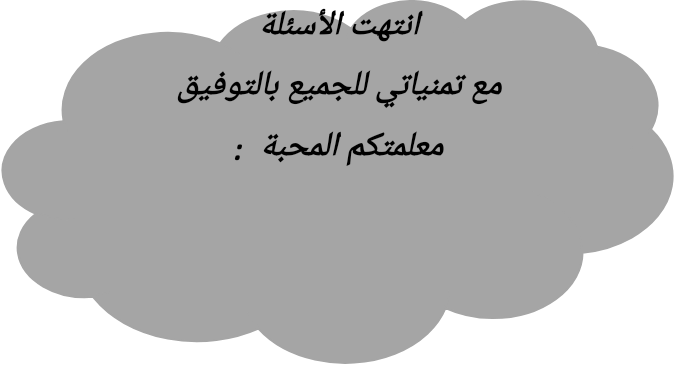 انتهت الأسئلة
مع تمنياتي للجميع بالتوفيق
معلمتكم المحبة :